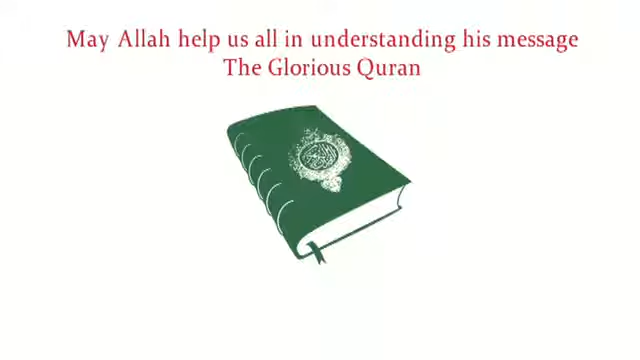 May Allah help us all in understanding his message
The Glorious Quran